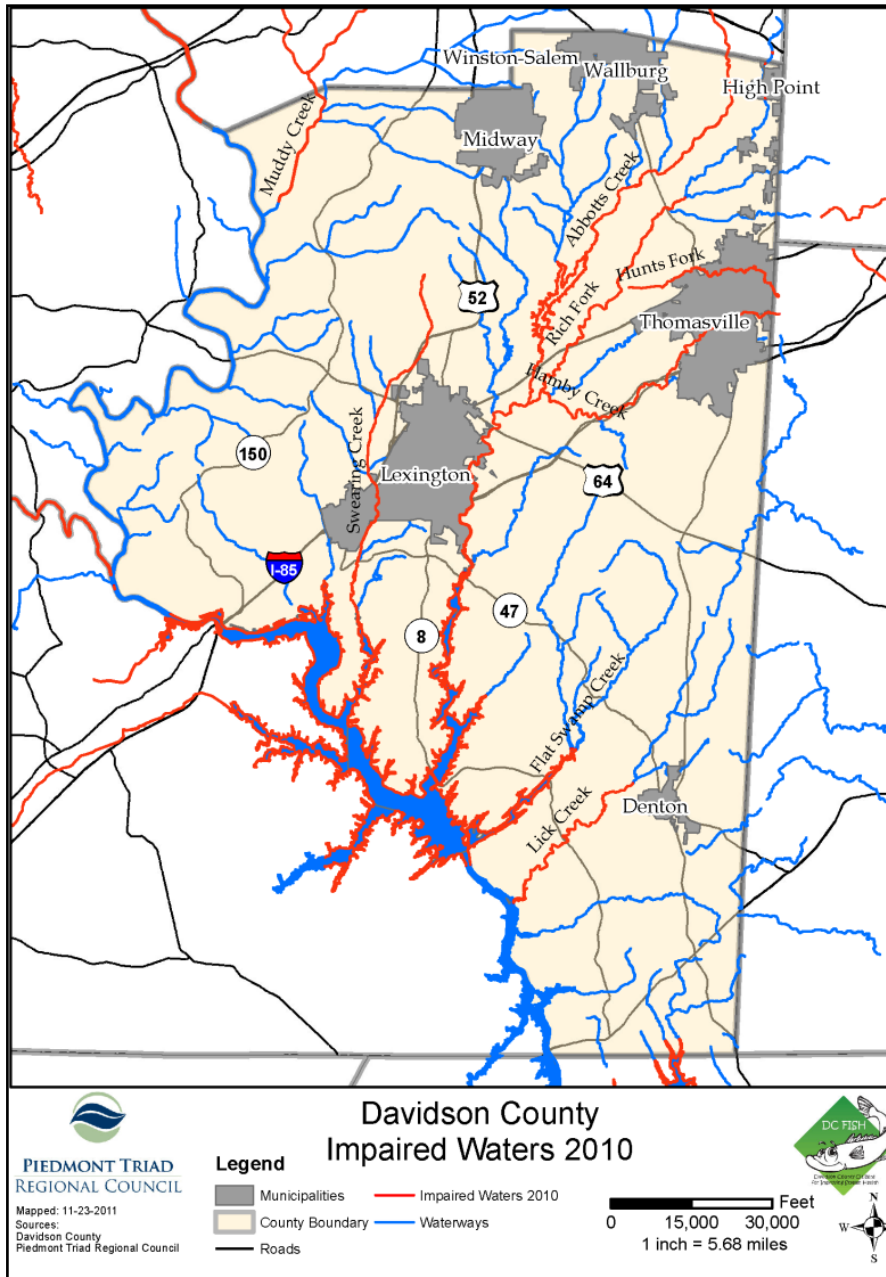 Winston-Salem
Wallburg
High Point
Midway
Muddy Creek
Abbotts Creek
Hunts Fork
52
Rich Fork
Thomasville
Hamby Creek
150
Swearing Creek
Lexington
64
I-85
47
8
Flat Swamp Creek
Denton
Lick Creek
PIEDMONT TRIAD
REGIONAL COUNCIL
Mapped: 11-23-2011
Sources:
Davidson County
Piedmont Triad Regional Council
Davidson County
Impaired Waters 2010
Legend
Municipalities
Impaired Waters 2010
County Boundary
Waterways
Roads
Feet
0 15,000 30,000
1 inch = 5.68 miles
DC FISH
N
W E
S